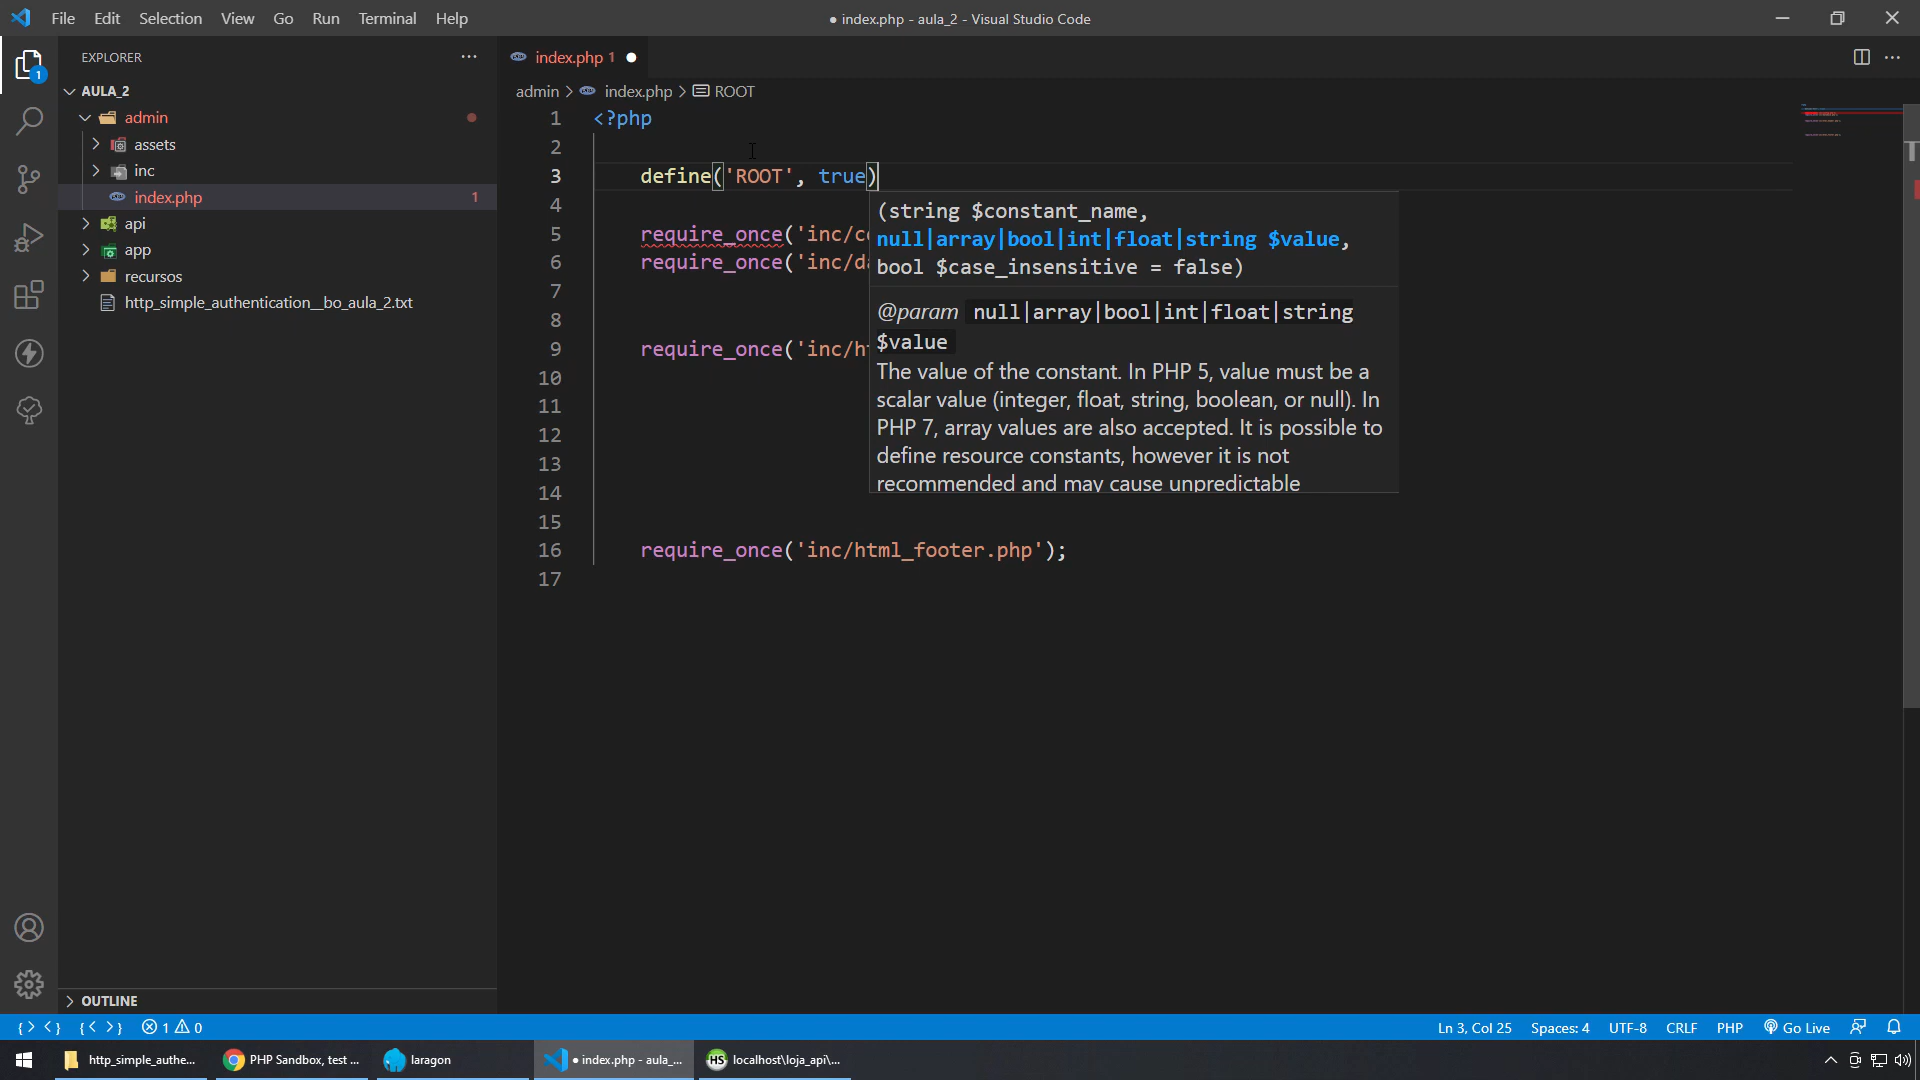 File Edit Selection View Go Run Terminal Help
● index.php - aula_2 - Visual Studio Code
EXPLORER
AULA_2
admin
assets
inc
index.php 1
api
app
recursos
http_simple_authentication__bo_aula_2.txt
OUTLINE
index.php 1
admin > index.php > ROOT
1 <?php
2
3 define('ROOT', true)
4
5 require_once('inc/c
6 require_once('inc/d
7
8
9 require_once('inc/h
10
11
12
13
14
15
16 require_once('inc/html_footer.php');
17
(string $constant_name,
null|array|bool|int|float|string $value,
bool $case_insensitive = false)
@param null|array|bool|int|float|string
$value
The value of the constant. In PHP 5, value must be a
scalar value (integer, float, string, boolean, or null). In
PHP 7, array values are also accepted. It is possible to
define resource constants, however it is not
recommended and may cause unpredictable
1 0
Ln 3, Col 25 Spaces: 4 UTF-8 CRLF PHP Go Live
http_simple_authe... PHP Sandbox, test ... laragon ● index.php - aula_... HS localhost\loja_api\...